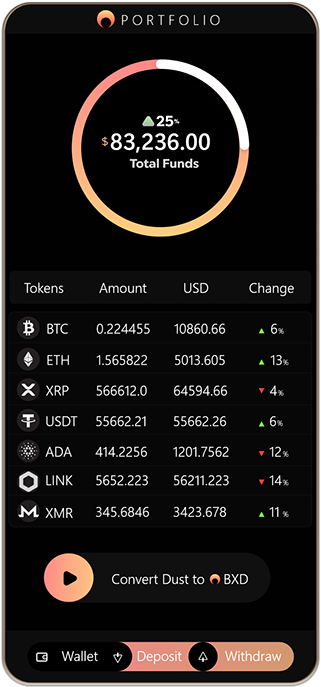 PORTFOLIO
25%
$83,236.00
Total Funds
Tokens Amount USD Change
BTC 0.224455 10860.66 6%
ETH 1.565822 5013.605 13%
XRP 566612.0 64594.66 4%
USDT 55662.21 55662.26 6%
ADA 414.2256 1201.7562 12%
LINK 5652.223 56211.223 14%
XMR 345.6846 3423.678 11%
Convert Dust to BXD
Wallet Deposit Withdraw